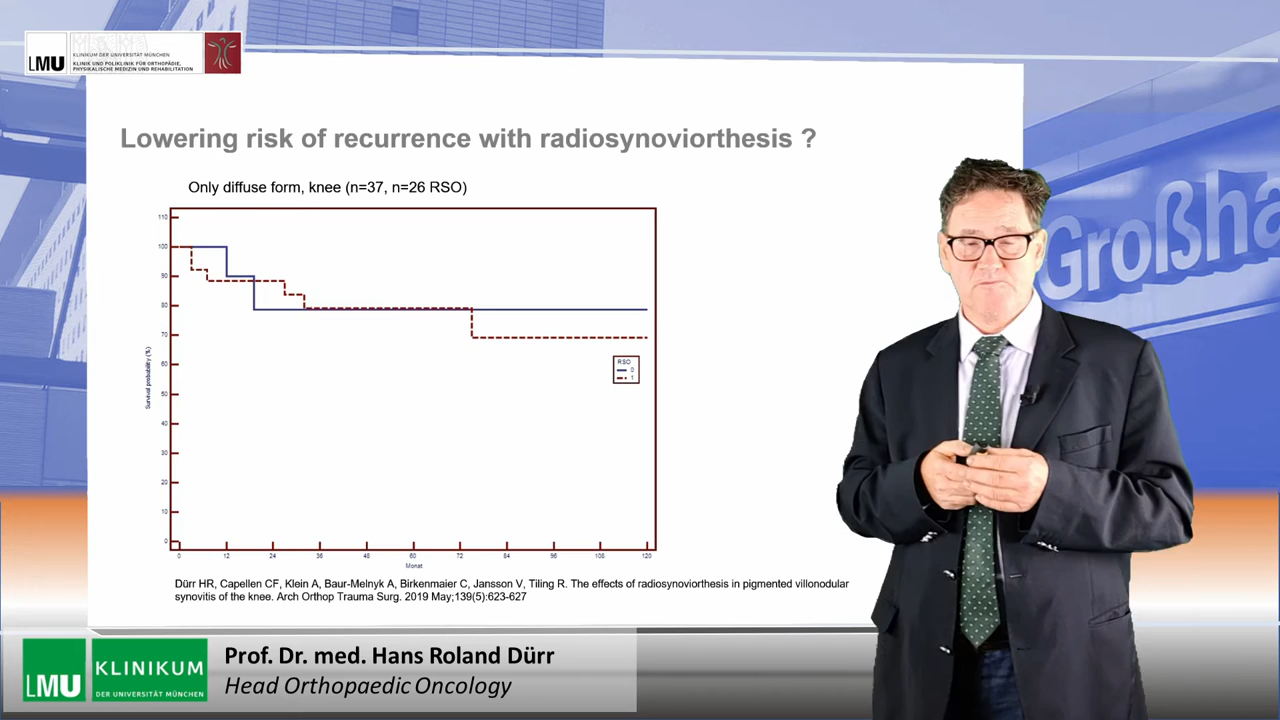 LMU
KLINIKUM DER UNIVERSITÄT MÜNCHEN
KLINIK UND POLIKLINIK FÜR ORTHOPÄDIE,
PHYSIKALISCHE MEDIZIN UND REHABILITATION
Lowering risk of recurrence with radiosynoviorthesis ?
Only diffuse form, knee (n=37, n=26 RSO)
110
100
90
80
70
60
50
40
30
20
10
0
Survival probability (%)
0 12 24 36 48 60 72 84 96 108 120
Monat
RSO
0
1
Dürr HR, Capellen CF, Klein A, Baur-Melnyk A, Birkenmaier C, Jansson V, Tiling R. The effects of radiosynoviorthesis in pigmented villonodular
synovitis of the knee. Arch Orthop Trauma Surg. 2019 May;139(5):623-627
Großha
LMU
KLINIKUM
DER UNIVERSITÄT MÜNCHEN
Prof. Dr. med. Hans Roland Dürr
Head Orthopaedic Oncology